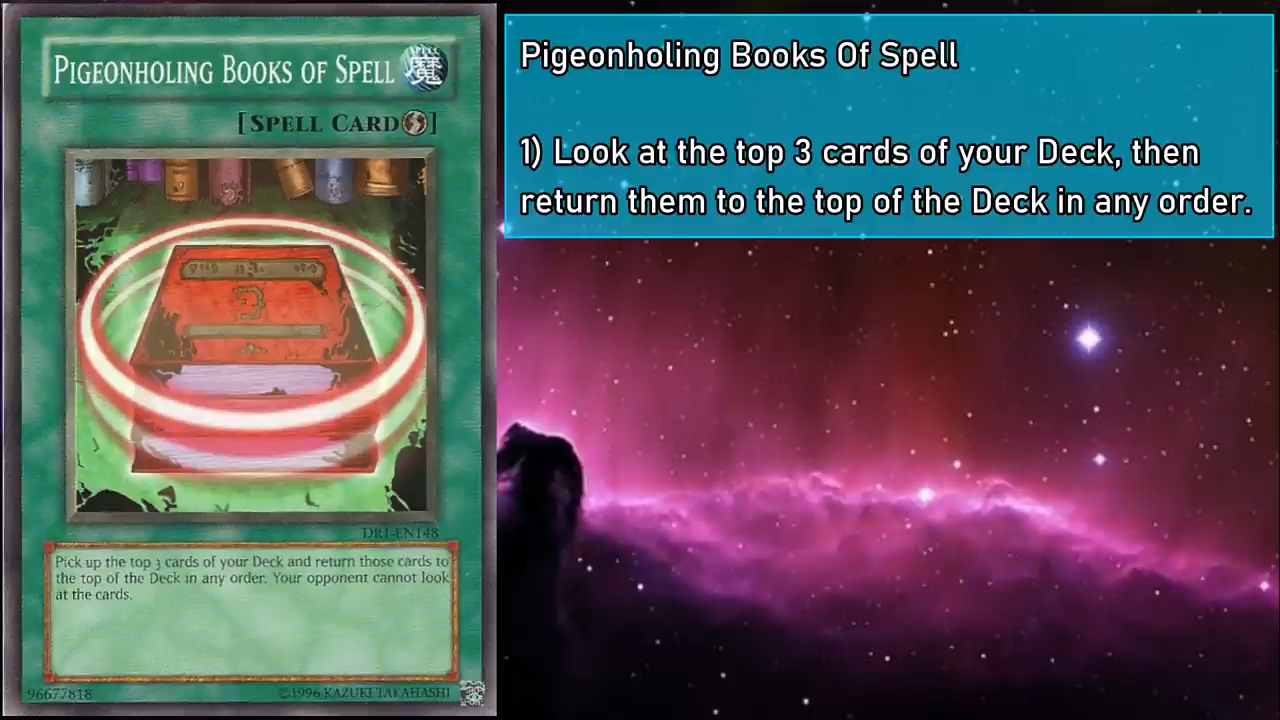 PIGEONHOLING BOOKS OF SPELL
SPELL
魔
[SPELL CARD]
DR1-EN148
Pick up the top 3 cards of your Deck and return those cards to
the top of the Deck in any order. Your opponent cannot look
at the cards.
96677818
©1996 KAZUKI TAKAHASHI
Pigeonholing Books Of Spell
1) Look at the top 3 cards of your Deck, then
return them to the top of the Deck in any order.